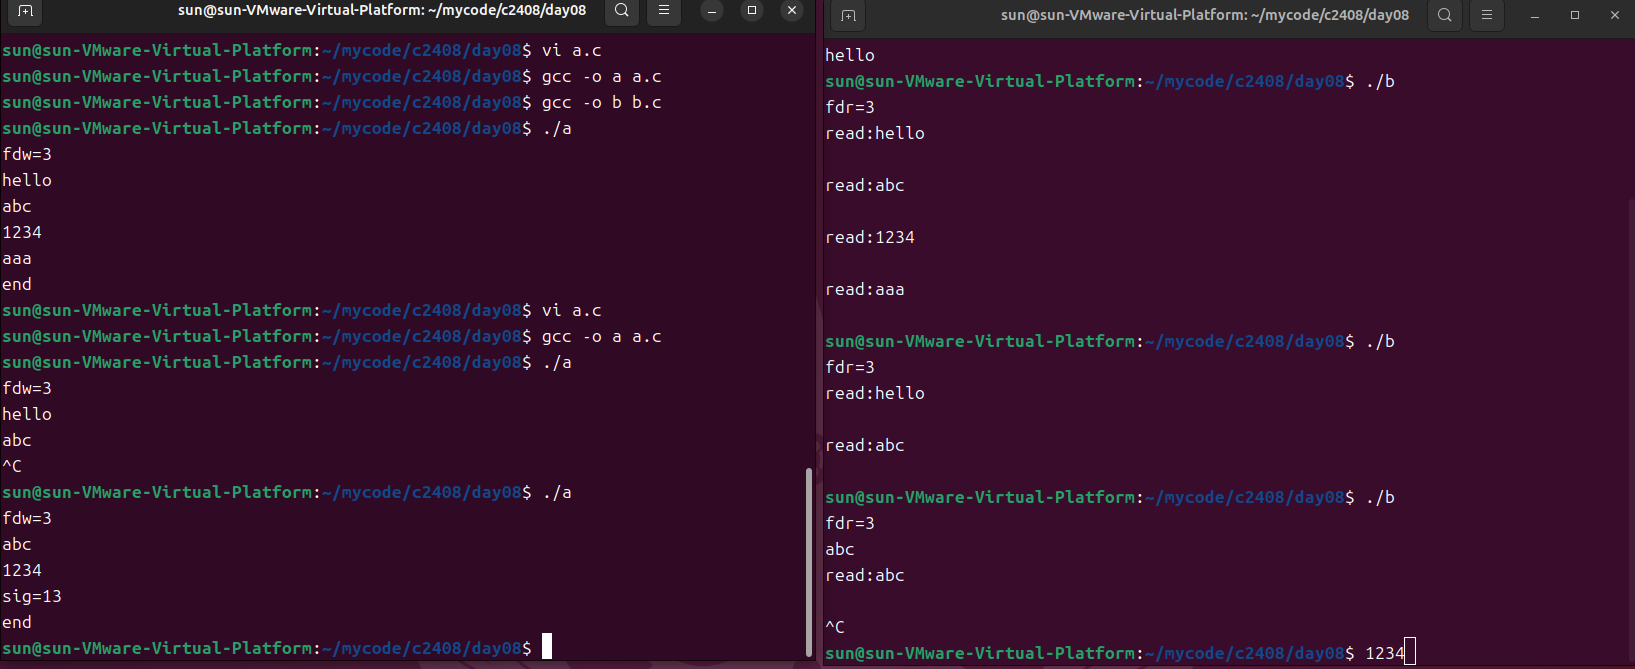 sun@sun-VMware-Virtual-Platform: ~/mycode/c2408/day08
sun@sun-VMware-Virtual-Platform:~/mycode/c2408/day08$ vi a.c
sun@sun-VMware-Virtual-Platform:~/mycode/c2408/day08$ gcc -o a a.c
sun@sun-VMware-Virtual-Platform:~/mycode/c2408/day08$ gcc -o b b.c
sun@sun-VMware-Virtual-Platform:~/mycode/c2408/day08$ ./a
fdw=3
hello
abc
1234
aaa
end
sun@sun-VMware-Virtual-Platform:~/mycode/c2408/day08$ vi a.c
sun@sun-VMware-Virtual-Platform:~/mycode/c2408/day08$ gcc -o a a.c
sun@sun-VMware-Virtual-Platform:~/mycode/c2408/day08$ ./a
fdw=3
hello
abc
^C
sun@sun-VMware-Virtual-Platform:~/mycode/c2408/day08$ ./a
fdw=3
abc
1234
sig=13
end
sun@sun-VMware-Virtual-Platform:~/mycode/c2408/day08$
sun@sun-VMware-Virtual-Platform: ~/mycode/c2408/day08
hello
sun@sun-VMware-Virtual-Platform:~/mycode/c2408/day08$ ./b
fdr=3
read:hello
read:abc
read:1234
read:aaa
sun@sun-VMware-Virtual-Platform:~/mycode/c2408/day08$ ./b
fdr=3
read:hello
read:abc
sun@sun-VMware-Virtual-Platform:~/mycode/c2408/day08$ ./b
fdr=3
abc
read:abc
^C
sun@sun-VMware-Virtual-Platform:~/mycode/c2408/day08$ 1234